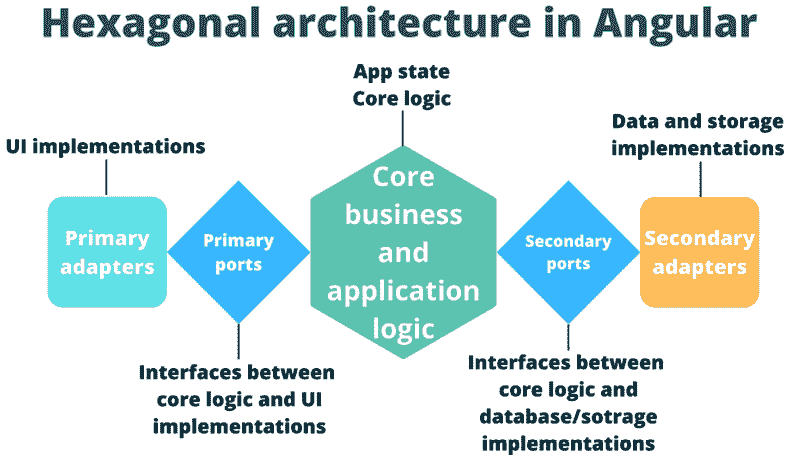 Hexagonal architecture in Angular
App state
Core logic
Data and storage
implementations
UI implementations
Core
business
and
application
logic
Primary
adapters
Primary
ports
Secondary
ports
Secondary
adapters
Interfaces between
core logic and UI
implementations
Interfaces between
core logic and
database/sotrage
implementations